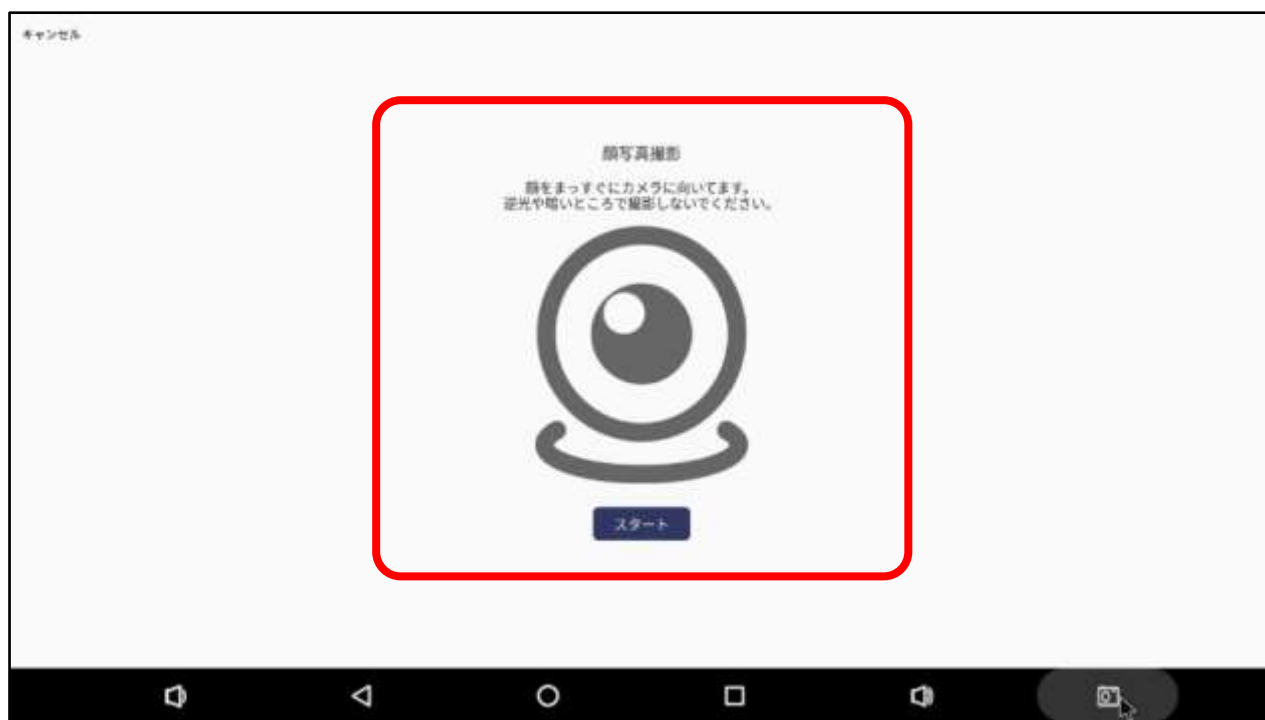 キャンセル
顔写真撮影
顔をまっすぐにカメラに向いてます。
逆光や暗いところで撮影しないでください。
スタート